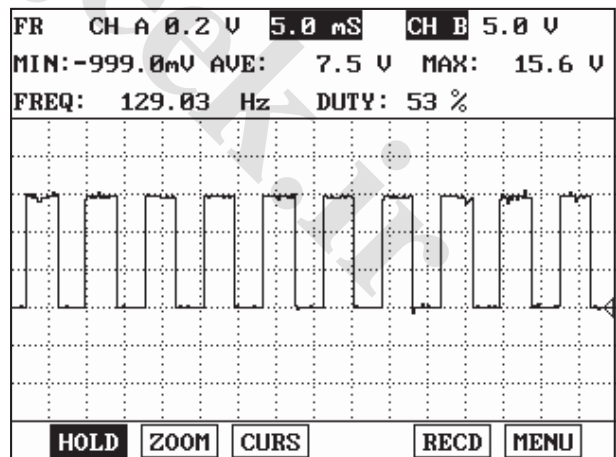 FR CH A 0.2 V 5.0 mS CH B 5.0 V
MIN:-999.0mV AVE: 7.5 V MAX: 15.6 V
FREQ: 129.03 Hz DUTY: 53 %
HOLD ZOOM CURS RECD MENU